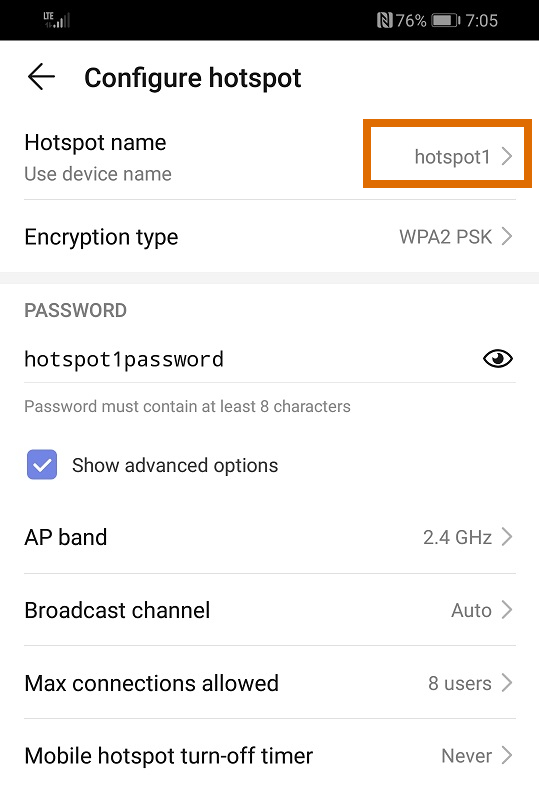 LTE 76% 7:05
Configure hotspot
Hotspot name
Use device name
hotspot1
Encryption type WPA2 PSK
PASSWORD
hotspot1password
Password must contain at least 8 characters
Show advanced options
AP band 2.4 GHz
Broadcast channel Auto
Max connections allowed 8 users
Mobile hotspot turn-off timer Never